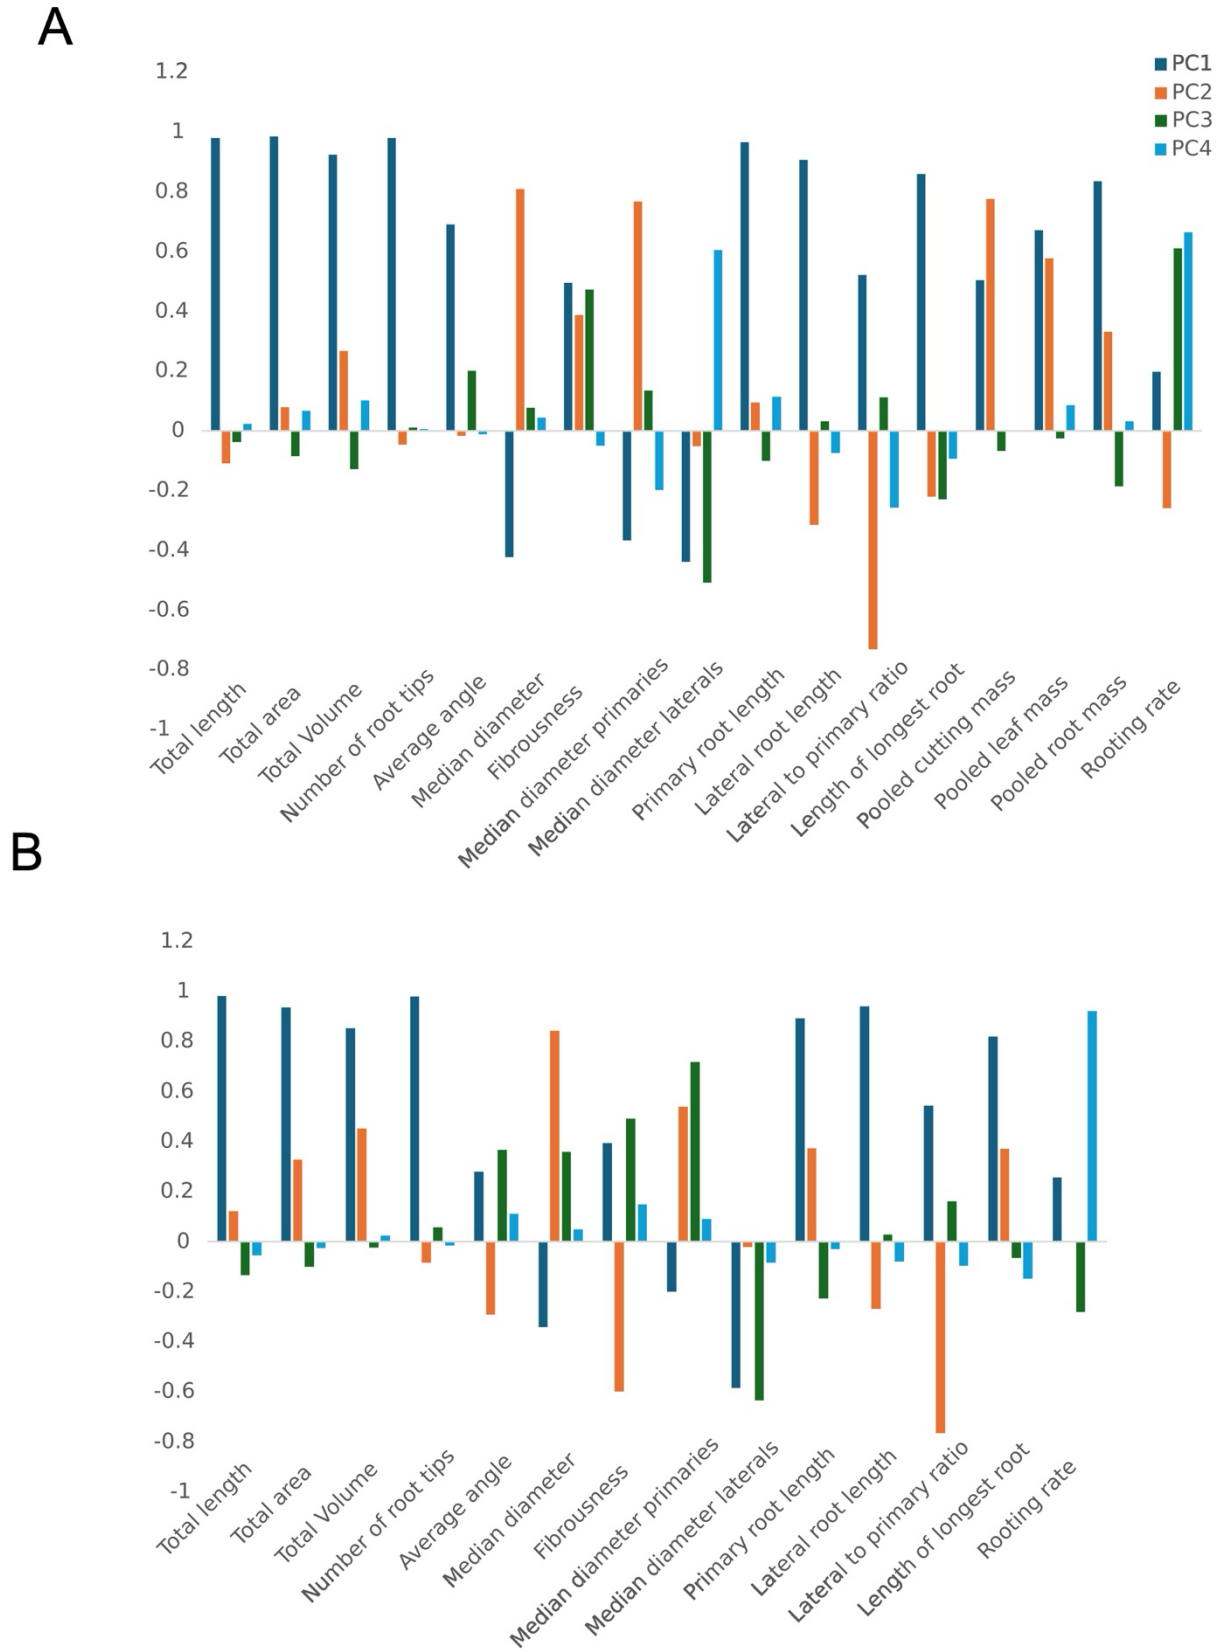 A
PC1
PC2
PC3
PC4
1.2
1
0.8
0.6
0.4
0.2
0
-0.2
-0.4
-0.6
-0.8
-1
Total length
Total area
Total Volume
Number of root tips
Average angle
Median diameter
Fibrousness
Median diameter primaries
Median diameter laterals
Primary root length
Lateral root length
Lateral to primary ratio
Length of longest root
Pooled cutting mass
Pooled leaf mass
Pooled root mass
Rooting rate
B
1.2
1
0.8
0.6
0.4
0.2
0
-0.2
-0.4
-0.6
-0.8
-1
Total length
Total area
Total Volume
Number of root tips
Average angle
Median diameter
Fibrousness
Median diameter primaries
Median diameter laterals
Primary root length
Lateral root length
Lateral to primary ratio
Length of longest root
Rooting rate